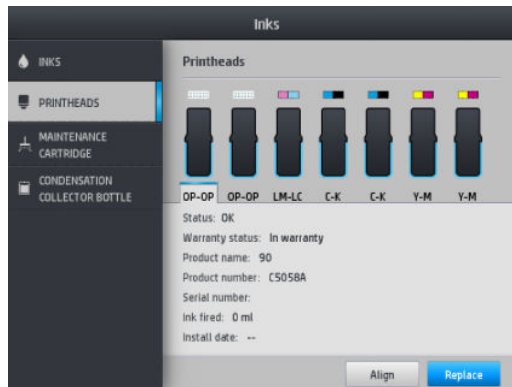 Inks
INKS
PRINTHEADS
MAINTENANCE
CARTRIDGE
CONDENSATION
COLLECTOR BOTTLE
Printheads
OP-OP OP-OP LM-LC C-K C-K Y-M Y-M
Status: OK
Warranty status: In warranty
Product name: 90
Product number: C5058A
Serial number:
Ink fired: 0 ml
Install date: --
Align Replace